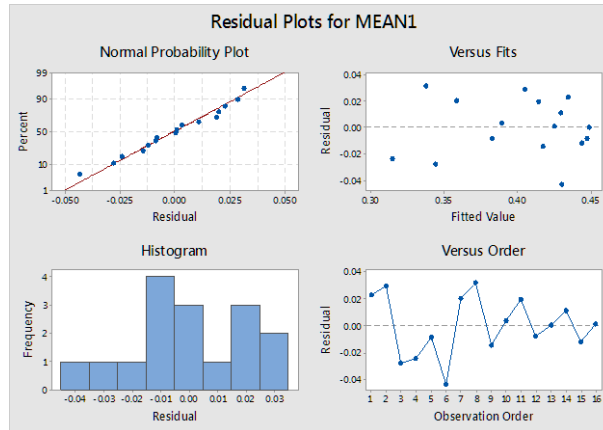 Residual Plots for MEAN1
Normal Probability Plot
99
90
50
10
1
Percent
-0.050 -0.025 0.000 0.025 0.050
Residual
Versus Fits
0.04
0.02
0.00
-0.02
-0.04
Residual
0.30 0.35 0.40 0.45
Fitted Value
Histogram
4
3
2
1
0
Frequency
-0.04 -0.03 -0.02 -0.01 0.00 0.01 0.02 0.03
Residual
Versus Order
0.04
0.02
0.00
-0.02
-0.04
Residual
1 2 3 4 5 6 7 8 9 10 11 12 13 14 15 16
Observation Order